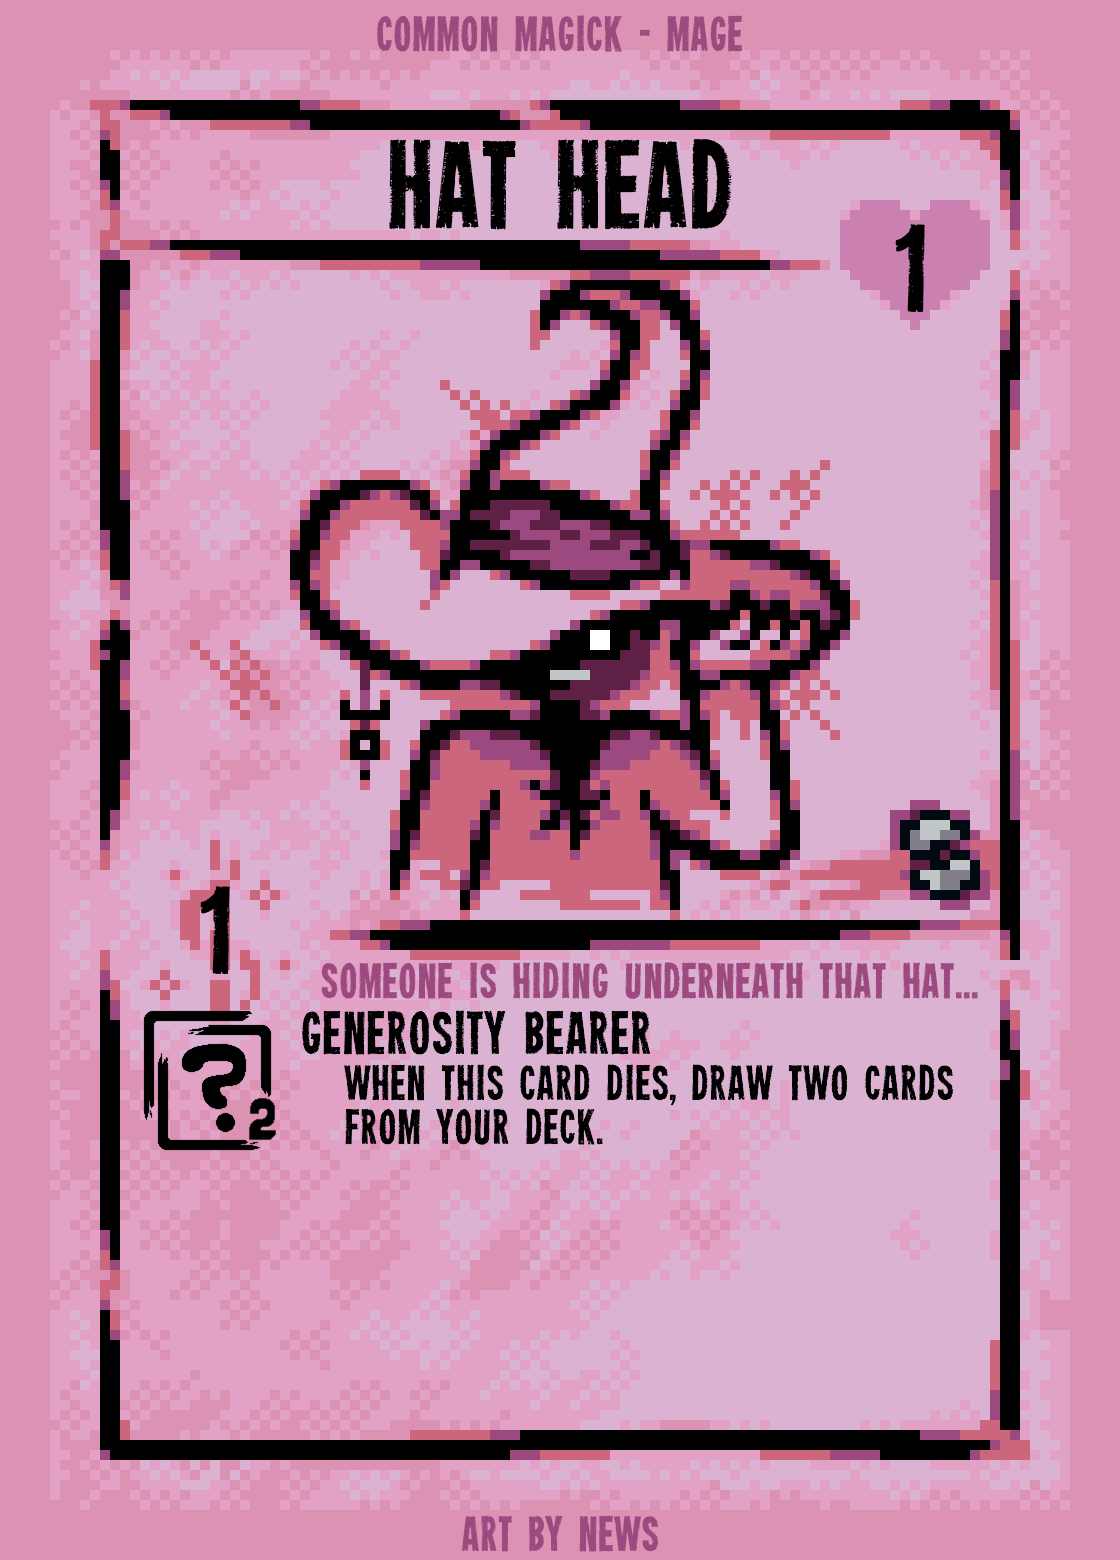 COMMON MAGICK - MAGE
HAT HEAD
1
1
SOMEONE IS HIDING UNDERNEATH THAT HAT...
GENEROSITY BEARER
?2
WHEN THIS CARD DIES, DRAW TWO CARDS
FROM YOUR DECK.
ART BY NEWS